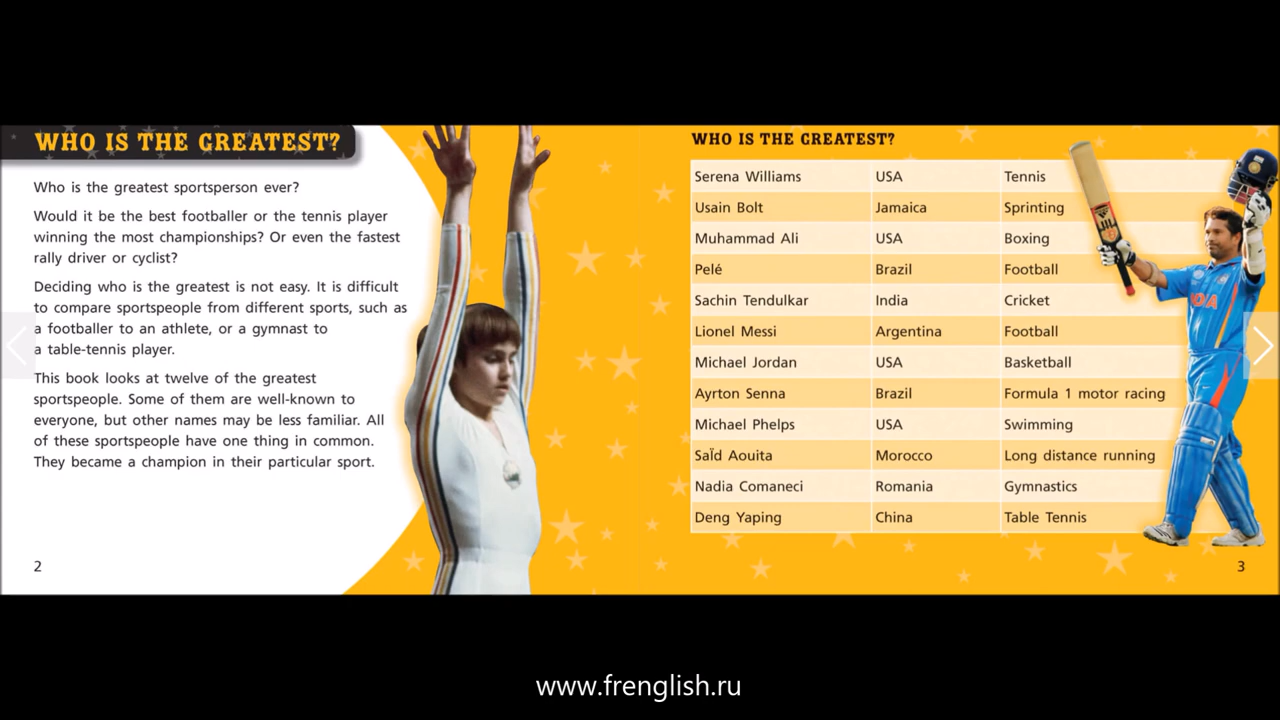 WHO IS THE GREATEST?
Who is the greatest sportsperson ever?
Would it be the best footballer or the tennis player
winning the most championships? Or even the fastest
rally driver or cyclist?
Deciding who is the greatest is not easy. It is difficult
to compare sportspeople from different sports, such as
a footballer to an athlete, or a gymnast to
a table-tennis player.
This book looks at twelve of the greatest
sportspeople. Some of them are well-known to
everyone, but other names may be less familiar. All
of these sportspeople have one thing in common.
They became a champion in their particular sport.
2
WHO IS THE GREATEST?
Serena Williams USA Tennis
Usain Bolt Jamaica Sprinting
Muhammad Ali USA Boxing
Pelé Brazil Football
Sachin Tendulkar India Cricket
Lionel Messi Argentina Football
Michael Jordan USA Basketball
Ayrton Senna Brazil Formula 1 motor racing
Michael Phelps USA Swimming
SaÏd Aouita Morocco Long distance running
Nadia Comaneci Romania Gymnastics
Deng Yaping China Table Tennis
3
www.frenglish.ru